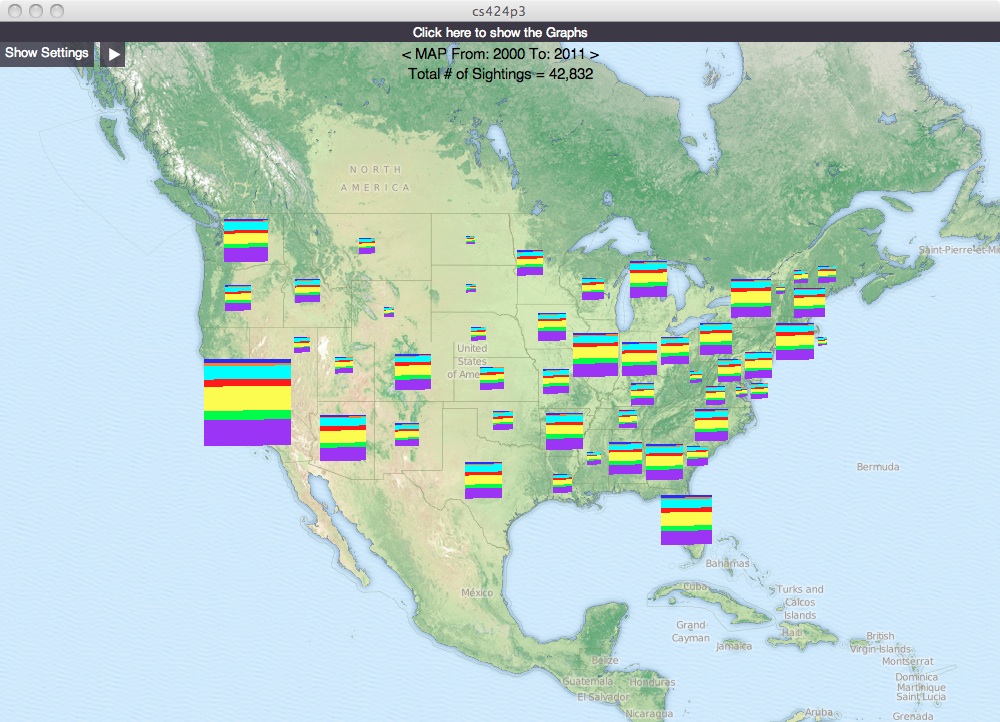 cs424p3
Click here to show the Graphs
Show Settings
< MAP From: 2000 To: 2011 >
Total # of Sightings = 42,832
NORTH
AMERICA
Saint-Pierre-et-Mi
United
States
of Ame
Bermuda
Bahamas
México
Cuba
Turks and
Caicos
Islands
Grand
Cayman
Haiti
Jamaica
British
Virgin-Islands
Montserrat
Belize
Dominica
Martinique
Saint Lucia
Guatemala
Honduras
El Salvador
Nicaragua
Aruba
Grenada